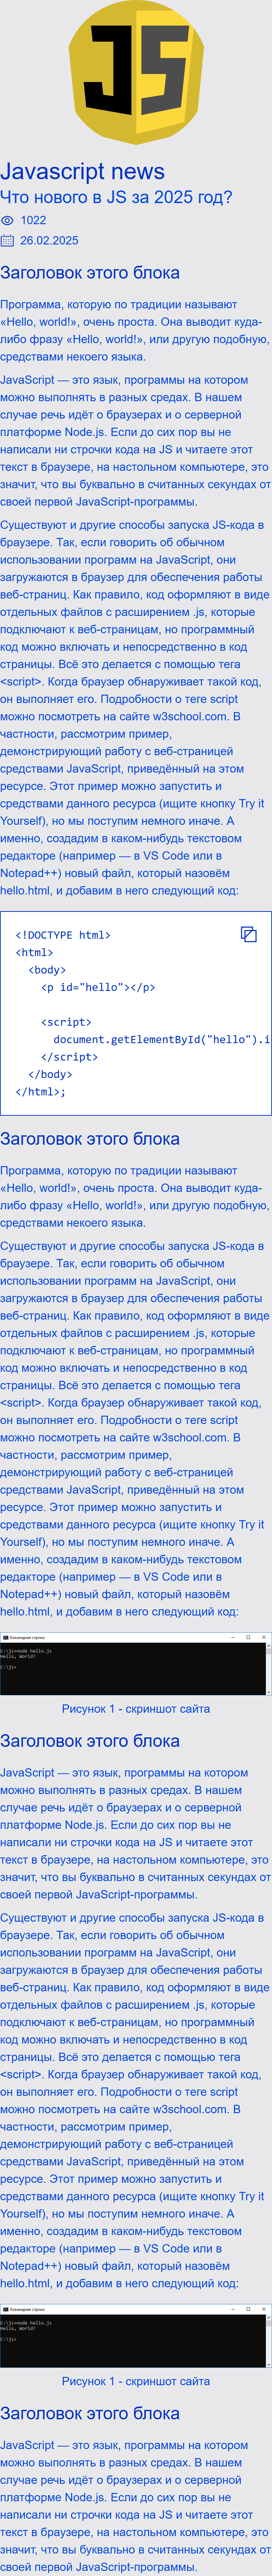 JS
Javascript news
Что нового в JS за 2025 год?
1022
26.02.2025
Заголовок этого блока
Программа, которую по традиции называют
«Hello, world!», очень проста. Она выводит куда-
либо фразу «Hello, world!», или другую подобную,
средствами некоего языка.
JavaScript — это язык, программы на котором
можно выполнять в разных средах. В нашем
случае речь идёт о браузерах и о серверной
платформе Node.js. Если до сих пор вы не
написали ни строчки кода на JS и читаете этот
текст в браузере, на настольном компьютере, это
значит, что вы буквально в считанных секундах от
своей первой JavaScript-программы.
Существуют и другие способы запуска JS-кода в
браузере. Так, если говорить об обычном
использовании программ на JavaScript, они
загружаются в браузер для обеспечения работы
веб-страниц. Как правило, код оформляют в виде
отдельных файлов с расширением .js, которые
подключают к веб-страницам, но программный
код можно включать и непосредственно в код
страницы. Всё это делается с помощью тега
<script>. Когда браузер обнаруживает такой код,
он выполняет его. Подробности о теге script
можно посмотреть на сайте w3school.com. В
частности, рассмотрим пример,
демонстрирующий работу с веб-страницей
средствами JavaScript, приведённый на этом
ресурсе. Этот пример можно запустить и
средствами данного ресурса (ищите кнопку Try it
Yourself), но мы поступим немного иначе. А
именно, создадим в каком-нибудь текстовом
редакторе (например — в VS Code или в
Notepad++) новый файл, который назовём
hello.html, и добавим в него следующий код:
<!DOCTYPE html>
<html>
<body>
<p id="hello"></p>
<script>
document.getElementById("hello").i
</script>
</body>
</html>;
Заголовок этого блока
Программа, которую по традиции называют
«Hello, world!», очень проста. Она выводит куда-
либо фразу «Hello, world!», или другую подобную,
средствами некоего языка.
Существуют и другие способы запуска JS-кода в
браузере. Так, если говорить об обычном
использовании программ на JavaScript, они
загружаются в браузер для обеспечения работы
веб-страниц. Как правило, код оформляют в виде
отдельных файлов с расширением .js, которые
подключают к веб-страницам, но программный
код можно включать и непосредственно в код
страницы. Всё это делается с помощью тега
<script>. Когда браузер обнаруживает такой код,
он выполняет его. Подробности о теге script
можно посмотреть на сайте w3school.com. В
частности, рассмотрим пример,
демонстрирующий работу с веб-страницей
средствами JavaScript, приведённый на этом
ресурсе. Этот пример можно запустить и
средствами данного ресурса (ищите кнопку Try it
Yourself), но мы поступим немного иначе. А
именно, создадим в каком-нибудь текстовом
редакторе (например — в VS Code или в
Notepad++) новый файл, который назовём
hello.html, и добавим в него следующий код:
Командная строка
C:\js>node hello.js
Hello, World!
C:\js>
Рисунок 1 - скриншот сайта
Заголовок этого блока
JavaScript — это язык, программы на котором
можно выполнять в разных средах. В нашем
случае речь идёт о браузерах и о серверной
платформе Node.js. Если до сих пор вы не
написали ни строчки кода на JS и читаете этот
текст в браузере, на настольном компьютере, это
значит, что вы буквально в считанных секундах от
своей первой JavaScript-программы.
Существуют и другие способы запуска JS-кода в
браузере. Так, если говорить об обычном
использовании программ на JavaScript, они
загружаются в браузер для обеспечения работы
веб-страниц. Как правило, код оформляют в виде
отдельных файлов с расширением .js, которые
подключают к веб-страницам, но программный
код можно включать и непосредственно в код
страницы. Всё это делается с помощью тега
<script>. Когда браузер обнаруживает такой код,
он выполняет его. Подробности о теге script
можно посмотреть на сайте w3school.com. В
частности, рассмотрим пример,
демонстрирующий работу с веб-страницей
средствами JavaScript, приведённый на этом
ресурсе. Этот пример можно запустить и
средствами данного ресурса (ищите кнопку Try it
Yourself), но мы поступим немного иначе. А
именно, создадим в каком-нибудь текстовом
редакторе (например — в VS Code или в
Notepad++) новый файл, который назовём
hello.html, и добавим в него следующий код:
Командная строка
C:\js>node hello.js
Hello, World!
C:\js>
Рисунок 1 - скриншот сайта
Заголовок этого блока
JavaScript — это язык, программы на котором
можно выполнять в разных средах. В нашем
случае речь идёт о браузерах и о серверной
платформе Node.js. Если до сих пор вы не
написали ни строчки кода на JS и читаете этот
текст в браузере, на настольном компьютере, это
значит, что вы буквально в считанных секундах от
своей первой JavaScript-программы.